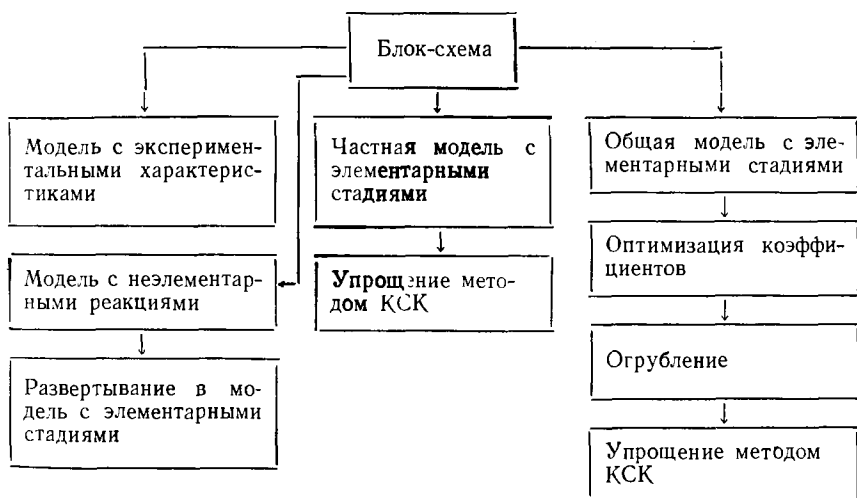 Блок-схема
Модель с эксперимен-
тальными характерис-
тиками
Частная модель с
элементарными
стадиями
Общая модель с эле-
ментарными стадиями
Модель с неэлементар-
ными реакциями
Упрощение мето-
дом КСК
Оптимизация коэффи-
циентов
Развертывание в мо-
дель с элементарными
стадиями
Огрубление
Упрощение методом
КСК